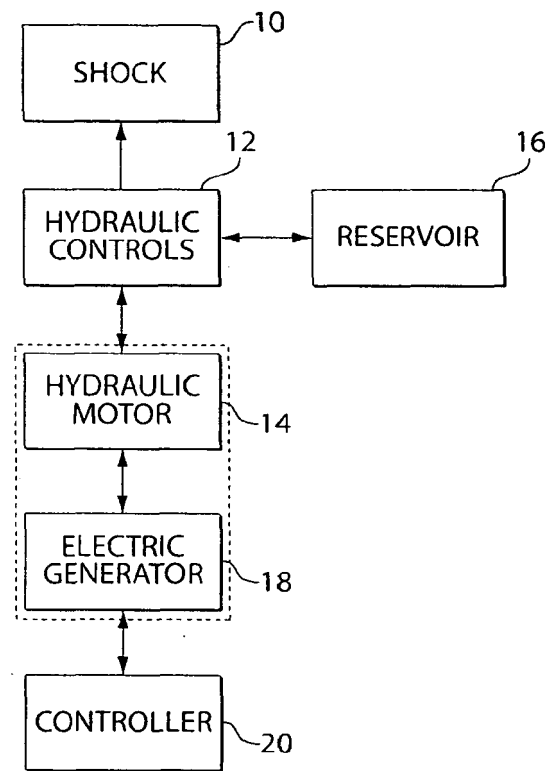 10
SHOCK
12
16
HYDRAULIC
CONTROLS
RESERVOIR
HYDRAULIC
MOTOR
14
ELECTRIC
GENERATOR
18
CONTROLLER
20